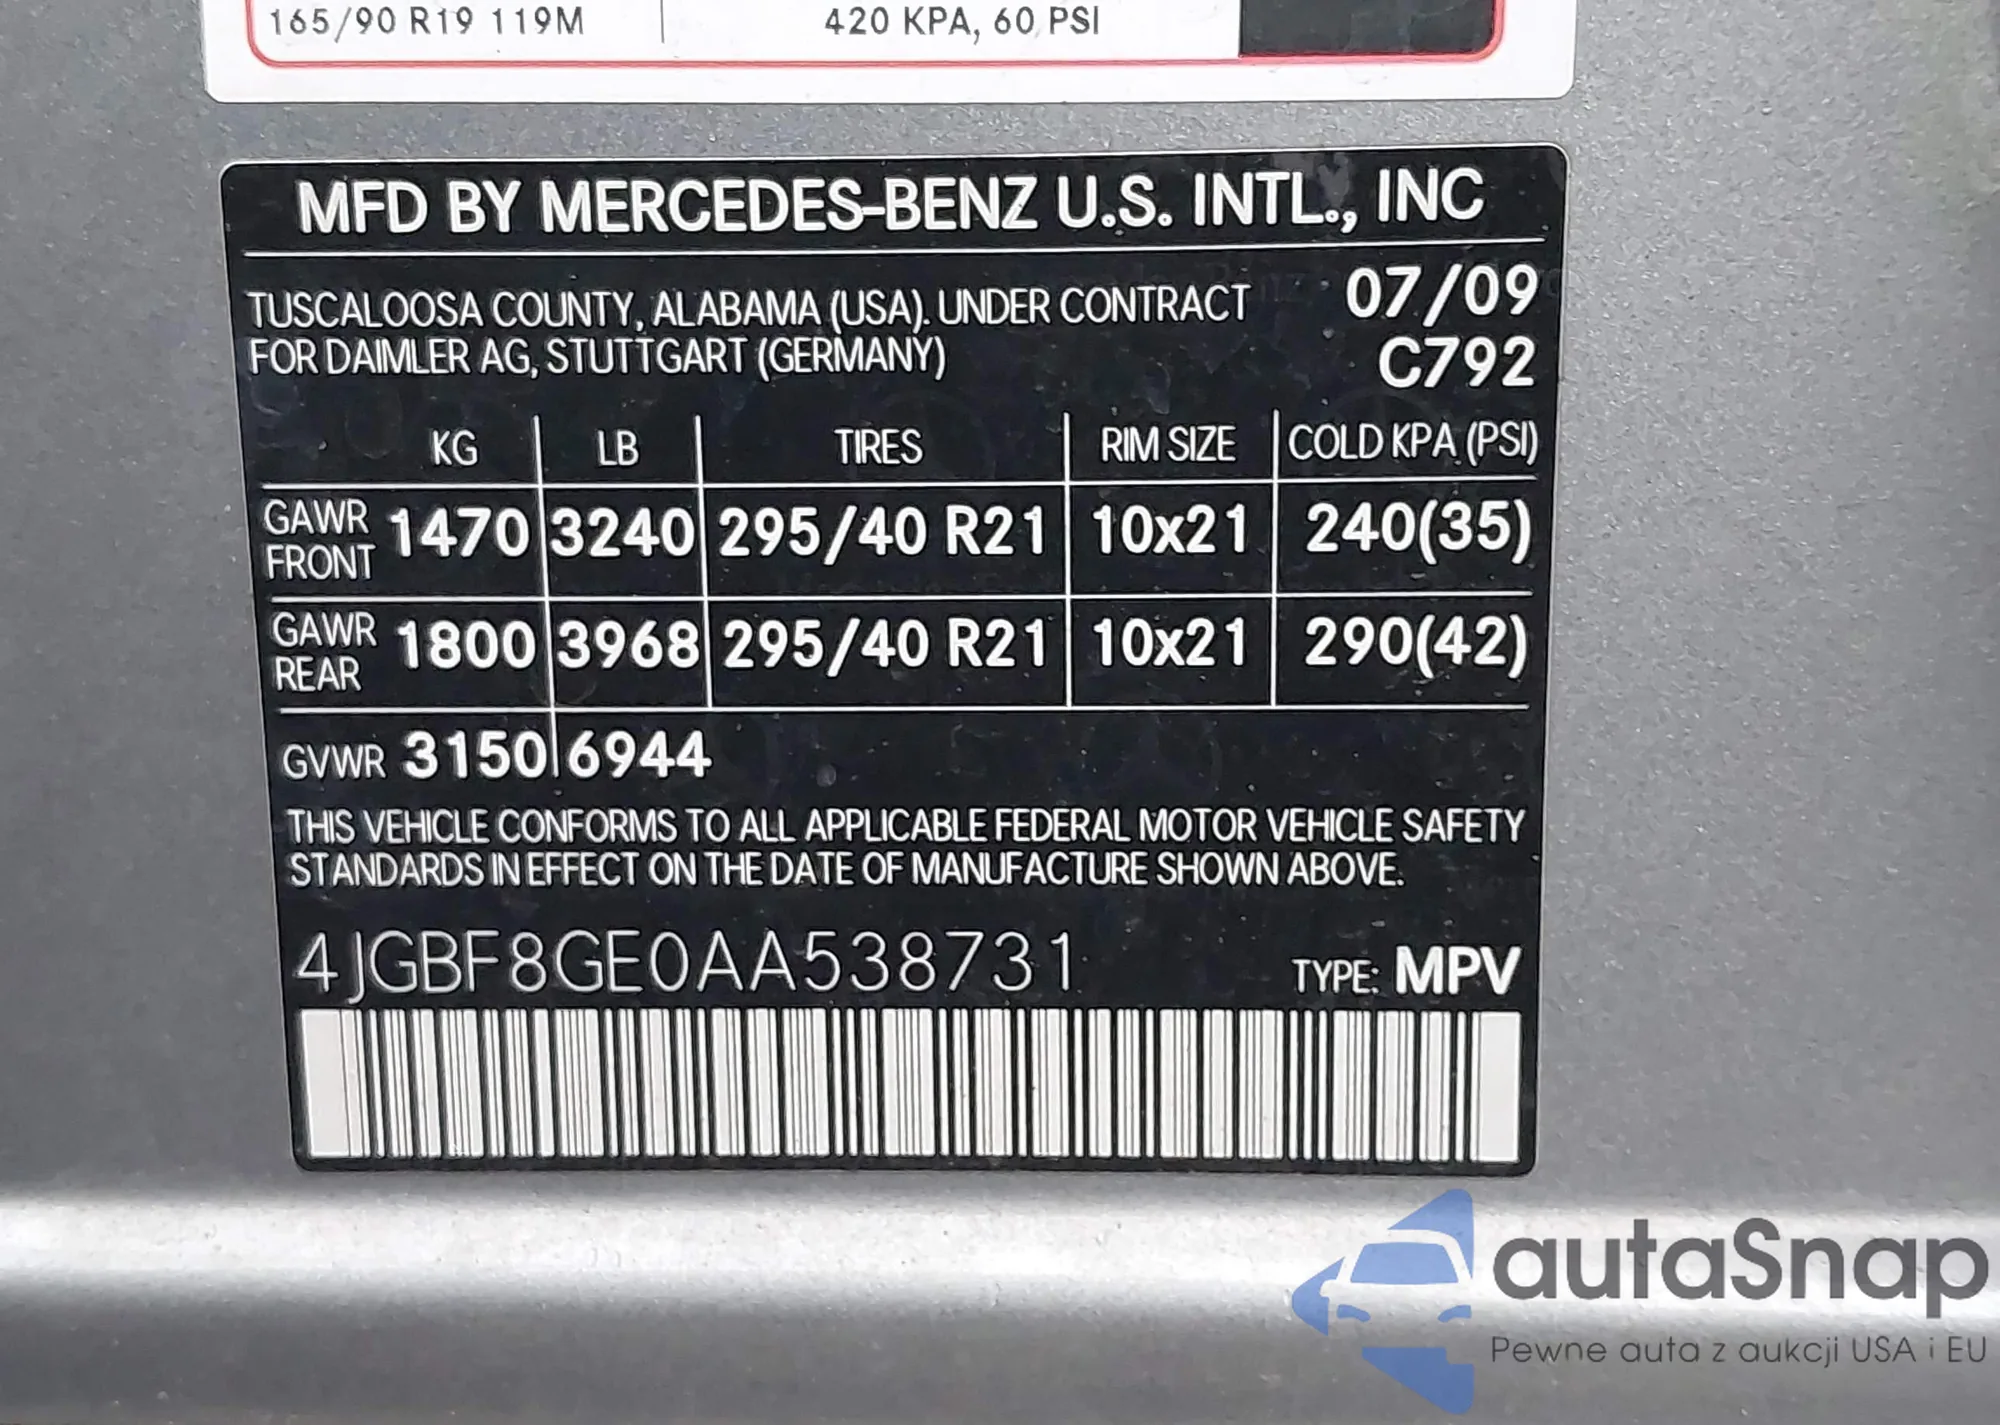 165/90 R19 119M 420 KPA, 60 PSI
MFD BY MERCEDES-BENZ U.S. INTL., INC
TUSCALOOSA COUNTY, ALABAMA (USA). UNDER CONTRACT 07/09
FOR DAIMLER AG, STUTTGART (GERMANY) C792
KG LB TIRES RIM SIZE COLD KPA (PSI)
GAWR FRONT 1470 3240 295/40 R21 10x21 240(35)
GAWR REAR 1800 3968 295/40 R21 10x21 290(42)
GVWR 3150 6944
THIS VEHICLE CONFORMS TO ALL APPLICABLE FEDERAL MOTOR VEHICLE SAFETY
STANDARDS IN EFFECT ON THE DATE OF MANUFACTURE SHOWN ABOVE.
4JGBF8GE0AA538731 TYPE: MPV
autaSnap
Pewne auta z aukcji USA i EU